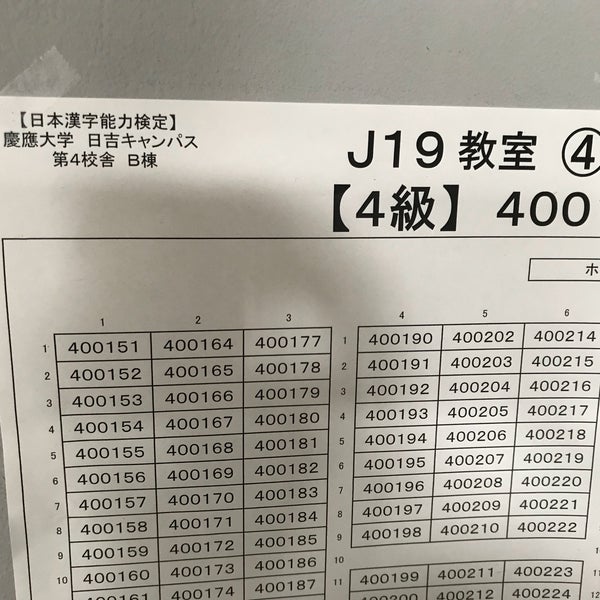 【日本漢字能力検定】
慶應大学 日吉キャンパス
第4校舎 B棟
J19 教室 ④
【4級】 400
ホ
1 2 3 4 5 6
1 400151 400164 400177 1 400190 400202 400214
2 400152 400165 400178 2 400191 400203 400215
3 400153 400166 400179 3 400192 400204 400216
4 400154 400167 400180 4 400193 400205 400217
5 400155 400168 400181 5 400194 400206 400218
6 400156 400169 400182 6 400195 400207 400219
7 400157 400170 400183 7 400196 400208 400220
8 400158 400171 400184 8 400197 400209 400221
9 400159 400172 400185 9 400198 400210 400222
10 400160 400173 400186 10
400161 400174 400187 11 400199 400211 400223
12 400200 400212 400224